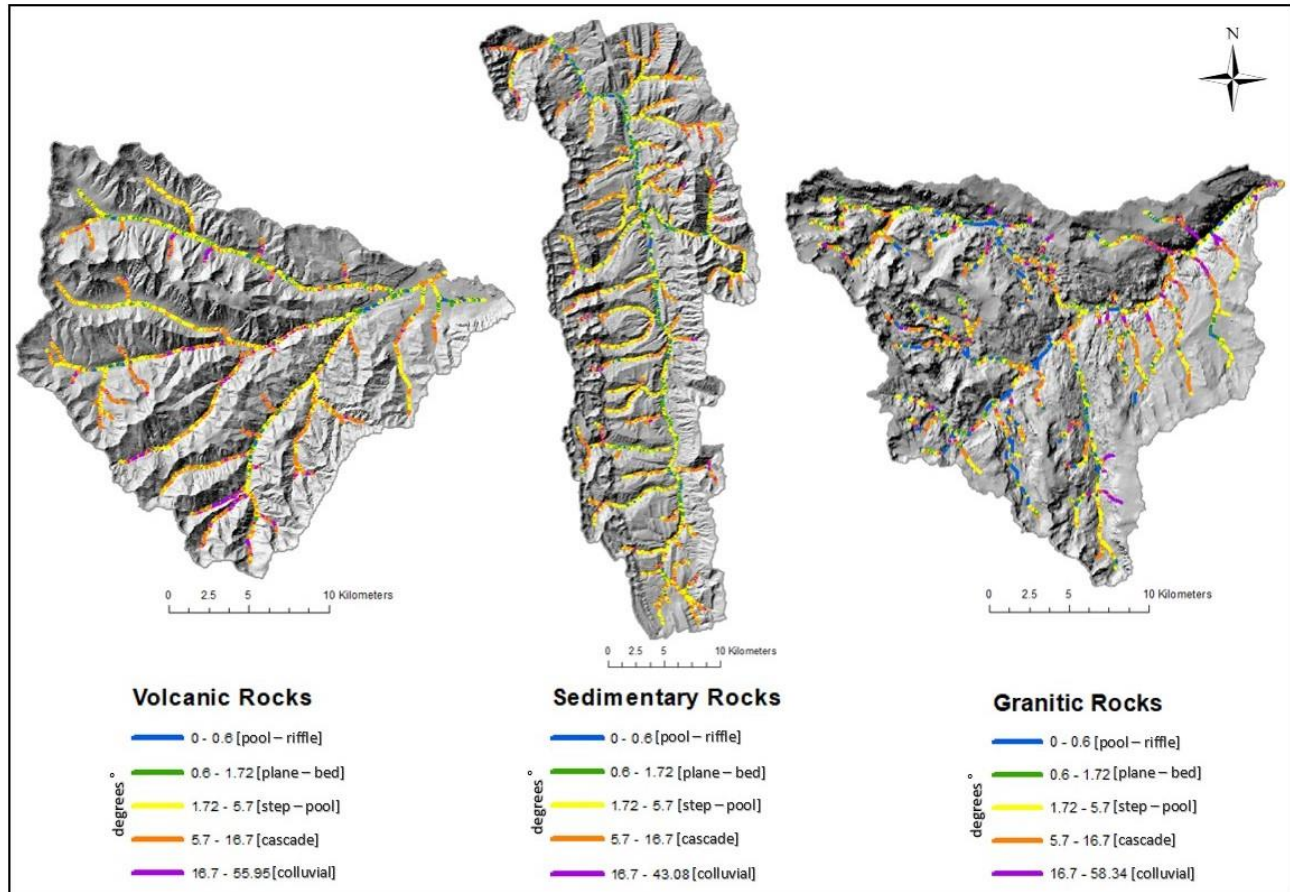 N
0 2.5 5 10 Kilometers
0 2.5 5 10 Kilometers
0 2.5 5 10 Kilometers
Volcanic Rocks
degrees °
0 - 0.6 [pool – riffle]
0.6 - 1.72 [plane – bed]
1.72 - 5.7 [step – pool]
5.7 - 16.7 [cascade]
16.7 - 55.95 [colluvial]
Sedimentary Rocks
degrees °
0 - 0.6 [pool – riffle]
0.6 - 1.72 [plane – bed]
1.72 - 5.7 [step – pool]
5.7 - 16.7 [cascade]
16.7 - 43.08 [colluvial]
Granitic Rocks
degrees °
0 - 0.6 [pool – riffle]
0.6 - 1.72 [plane – bed]
1.72 - 5.7 [step – pool]
5.7 - 16.7 [cascade]
16.7 - 58.34 [colluvial]